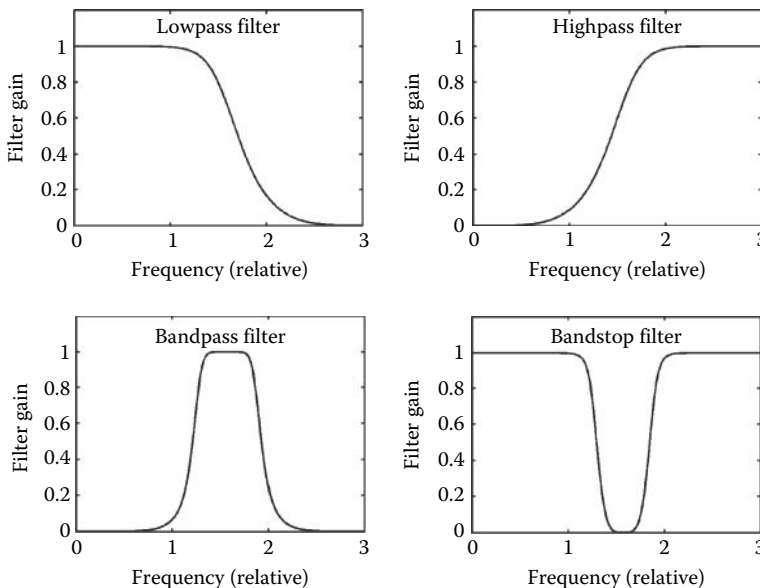 Lowpass filter
Filter gain
1
0.8
0.6
0.4
0.2
0
0 1 2 3
Frequency (relative)
Highpass filter
Filter gain
1
0.8
0.6
0.4
0.2
0
0 1 2 3
Frequency (relative)
Bandpass filter
Filter gain
1
0.8
0.6
0.4
0.2
0
0 1 2 3
Frequency (relative)
Bandstop filter
Filter gain
1
0.8
0.6
0.4
0.2
0
0 1 2 3
Frequency (relative)